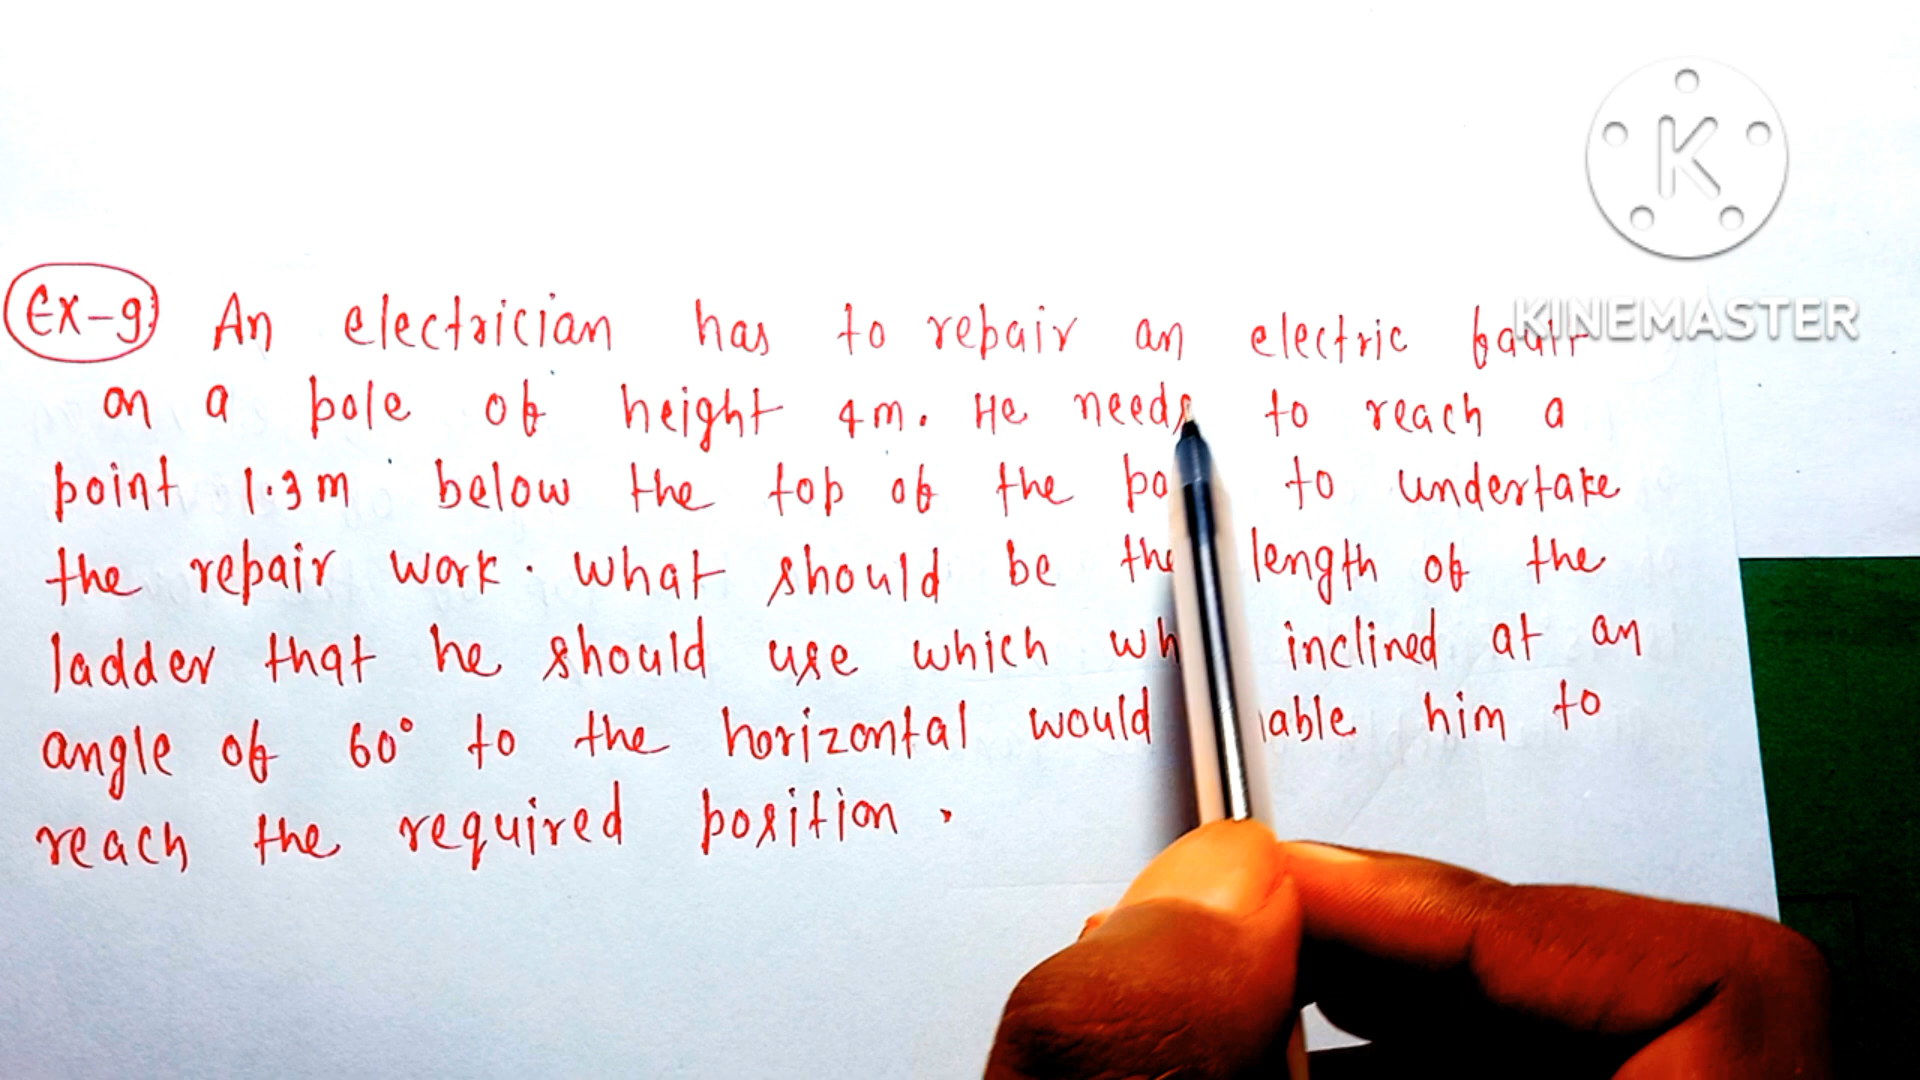 K
KINEMASTER
Ex-9) An electrician has to repair an electric fault
on a pole of height 4m. He needs to reach a
point 1.3m below the top of the to undertake
the repair work. What should be the length of the
ladder that he should use which inclined at an
angle of 60° to the horizontal would him to
reach the required position.